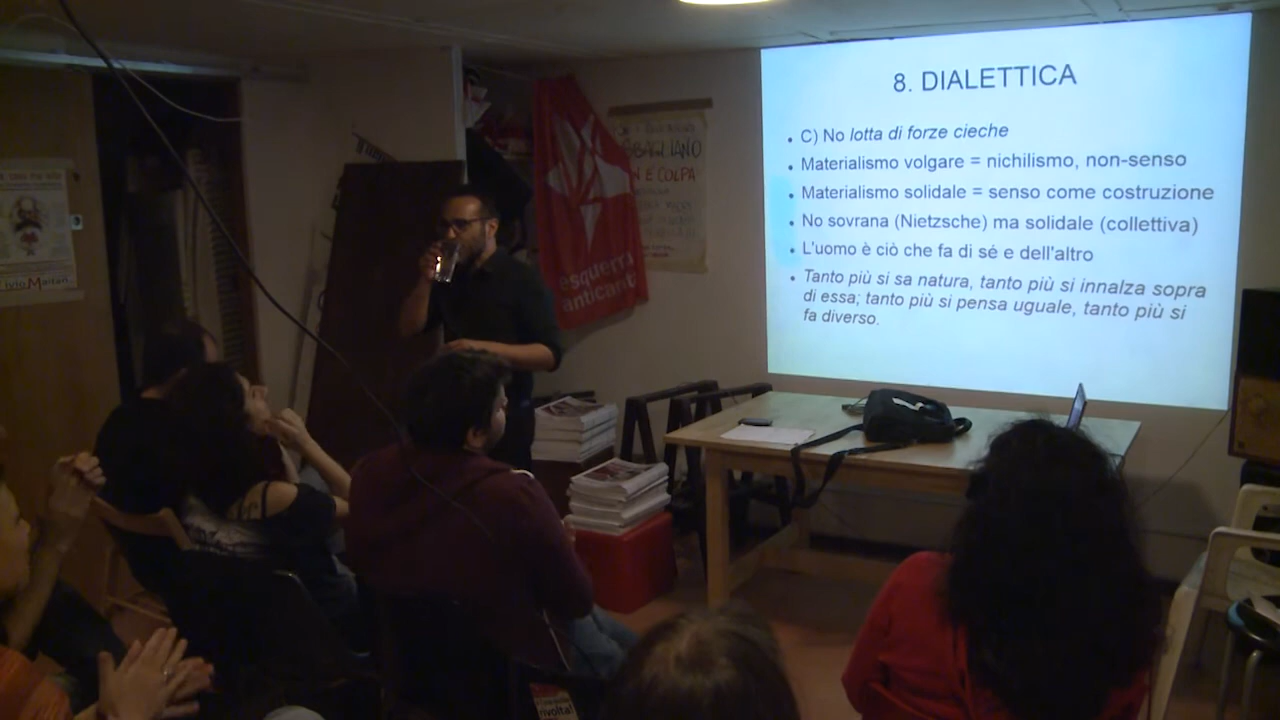 8. DIALETTICA
• C) No lotta di forze cieche
• Materialismo volgare = nichilismo, non-senso
• Materialismo solidale = senso come costruzione
• No sovrana (Nietzsche) ma solidale (collettiva)
• L'uomo è ciò che fa di sé e dell'altro
• Tanto più si sa natura, tanto più si innalza sopra
di essa; tanto più si pensa uguale, tanto più si
fa diverso.
esquerra
anticapit